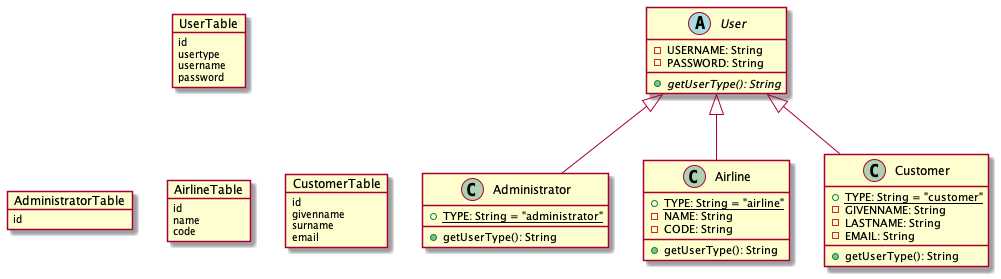 UserTable
id
usertype
username
password
A User
USERNAME: String
PASSWORD: String
getUserType(): String
AdministratorTable
id
AirlineTable
id
name
code
CustomerTable
id
givenname
surname
email
C Administrator
TYPE: String = "administrator"
getUserType(): String
C Airline
TYPE: String = "airline"
NAME: String
CODE: String
getUserType(): String
C Customer
TYPE: String = "customer"
GIVENNAME: String
LASTNAME: String
EMAIL: String
getUserType(): String